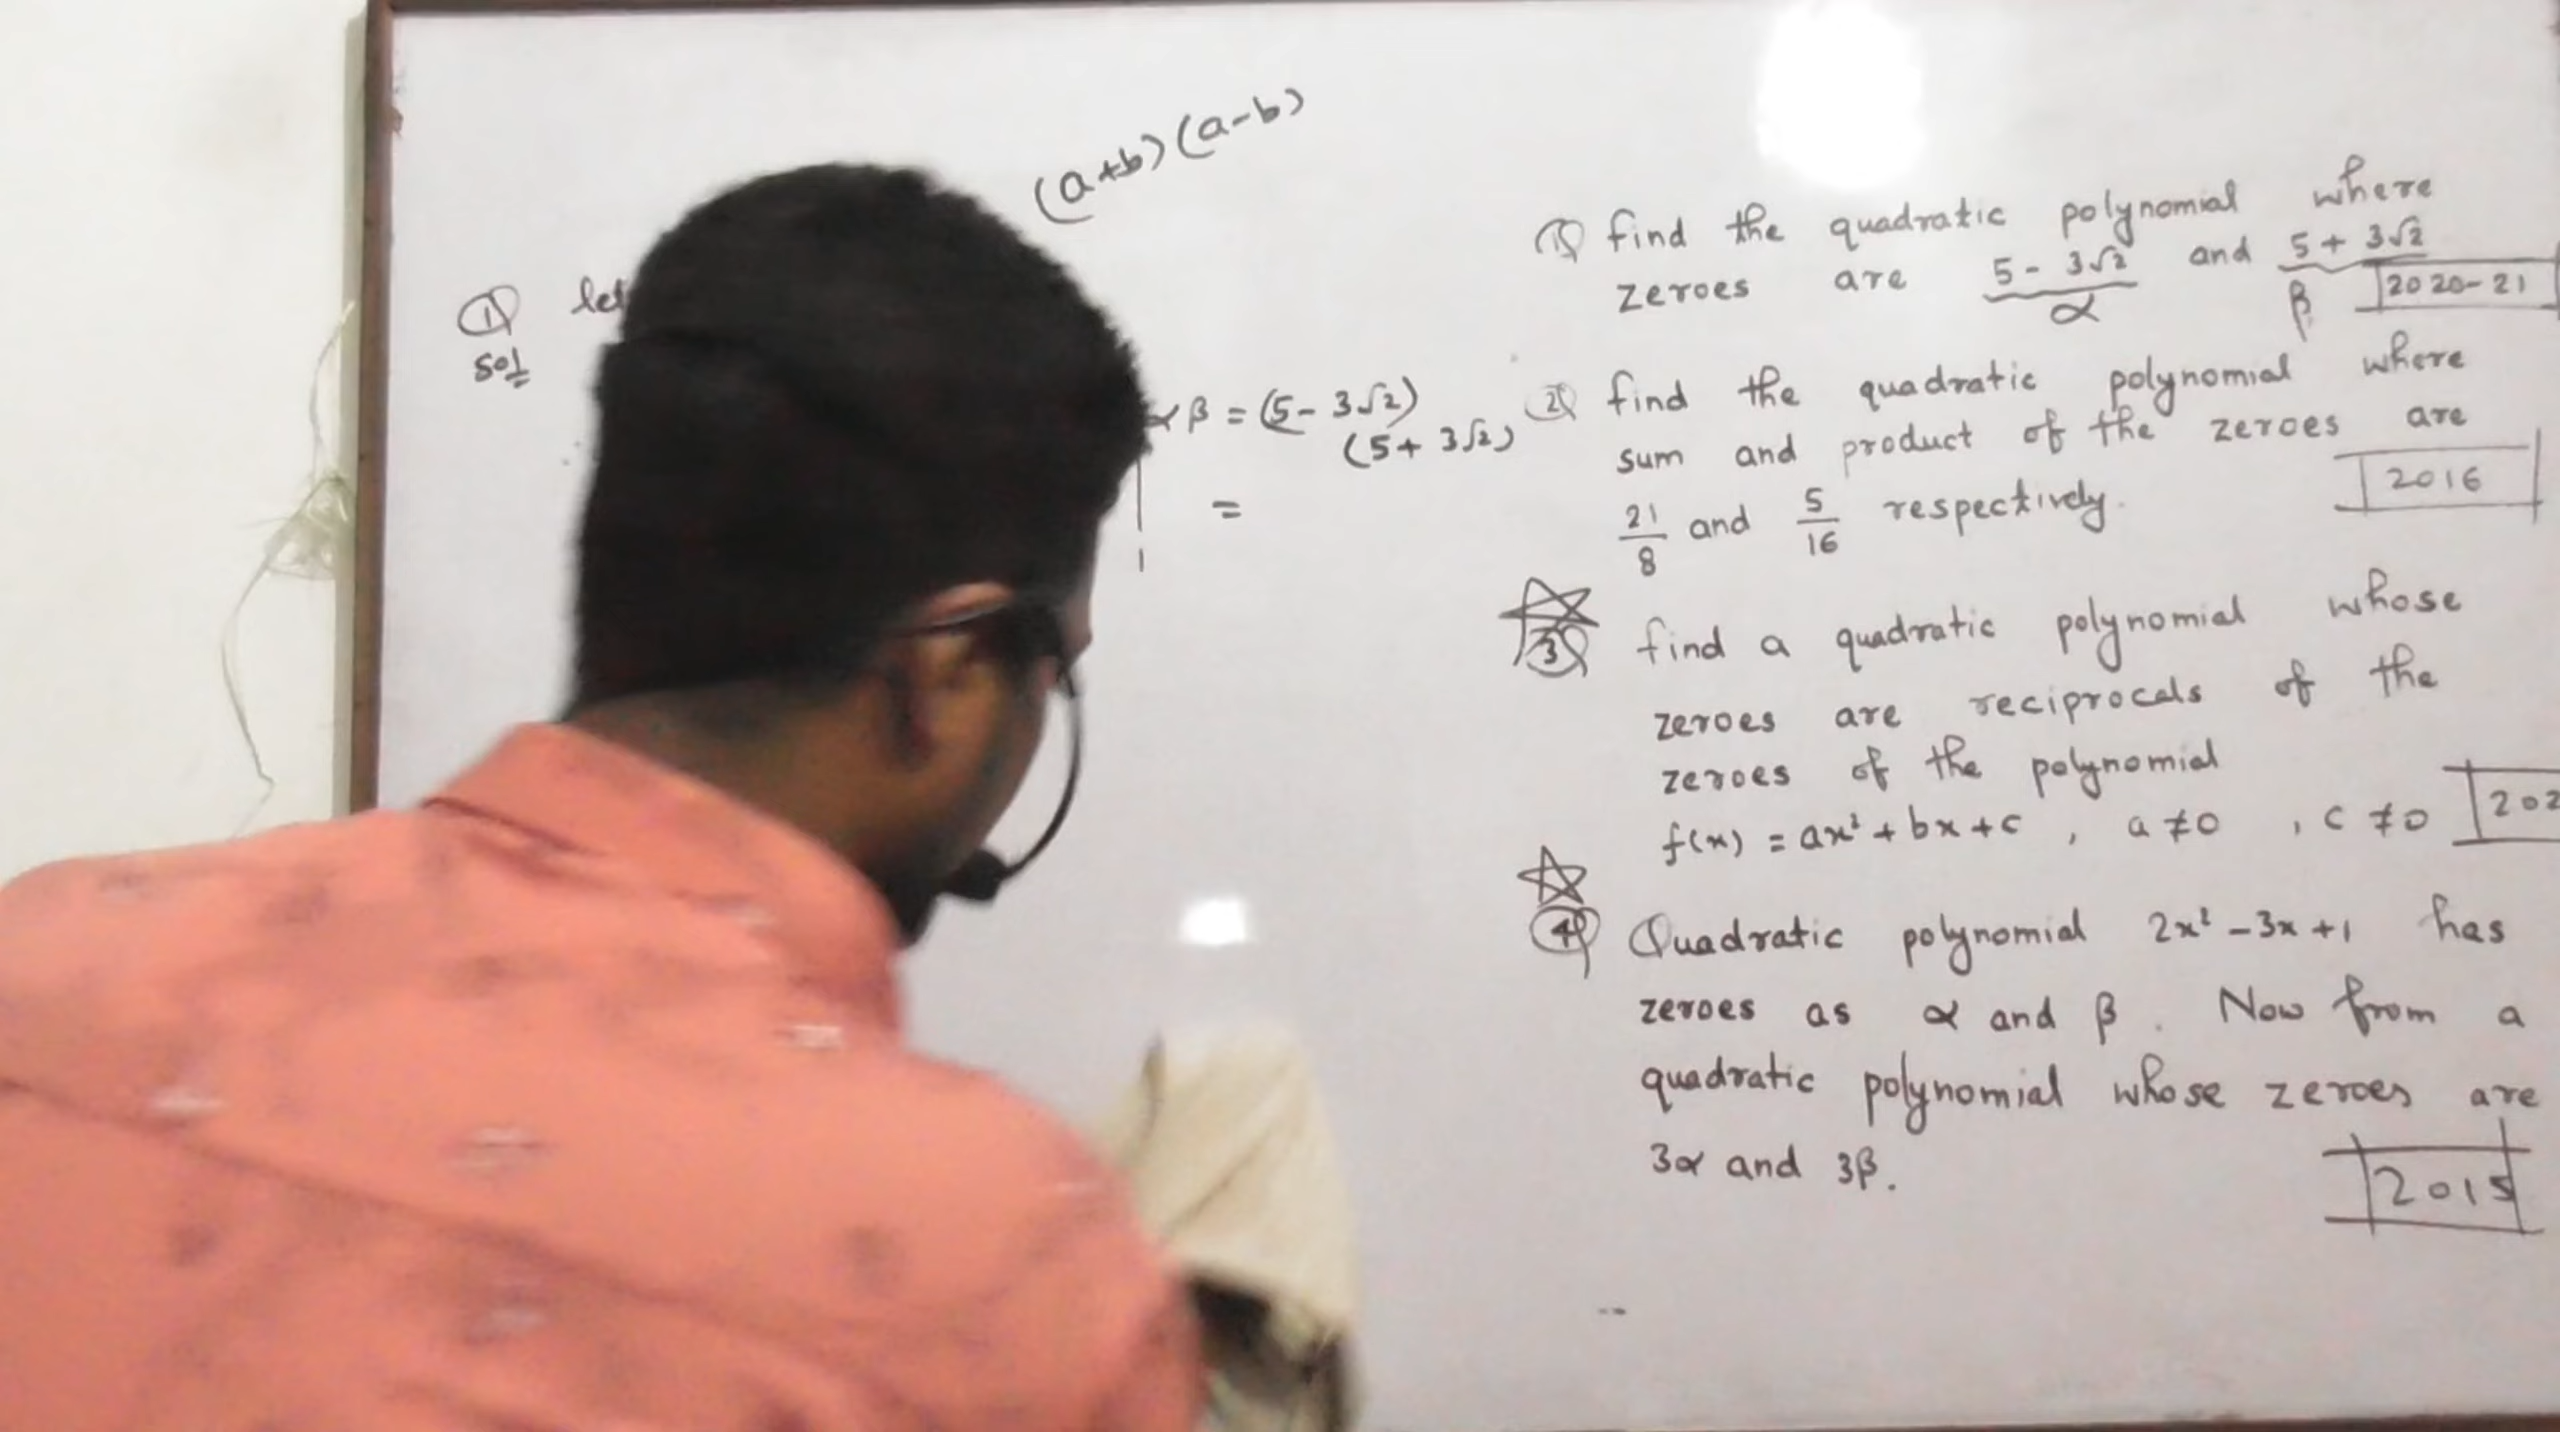 (a+b)(a-b)
① let
sol
αβ = (5- 3√2)
(5+ 3√2)
=
① find the quadratic polynomial where
zeroes are 5- 3√2 and 5+ 3√2
α β 2020-21
② find the quadratic polynomial where
sum and product of the zeroes are
21/8 and 5/16 respectively.
2016
③ find a quadratic polynomial whose
zeroes are reciprocals of the
zeroes of the polynomial
f(x) = ax² + bx + c , a ≠ 0 , c ≠ 0 202
④ Quadratic polynomial 2x² - 3x + 1 has
zeroes as α and β. Now from a
quadratic polynomial whose zeroes are
3α and 3β.
2015